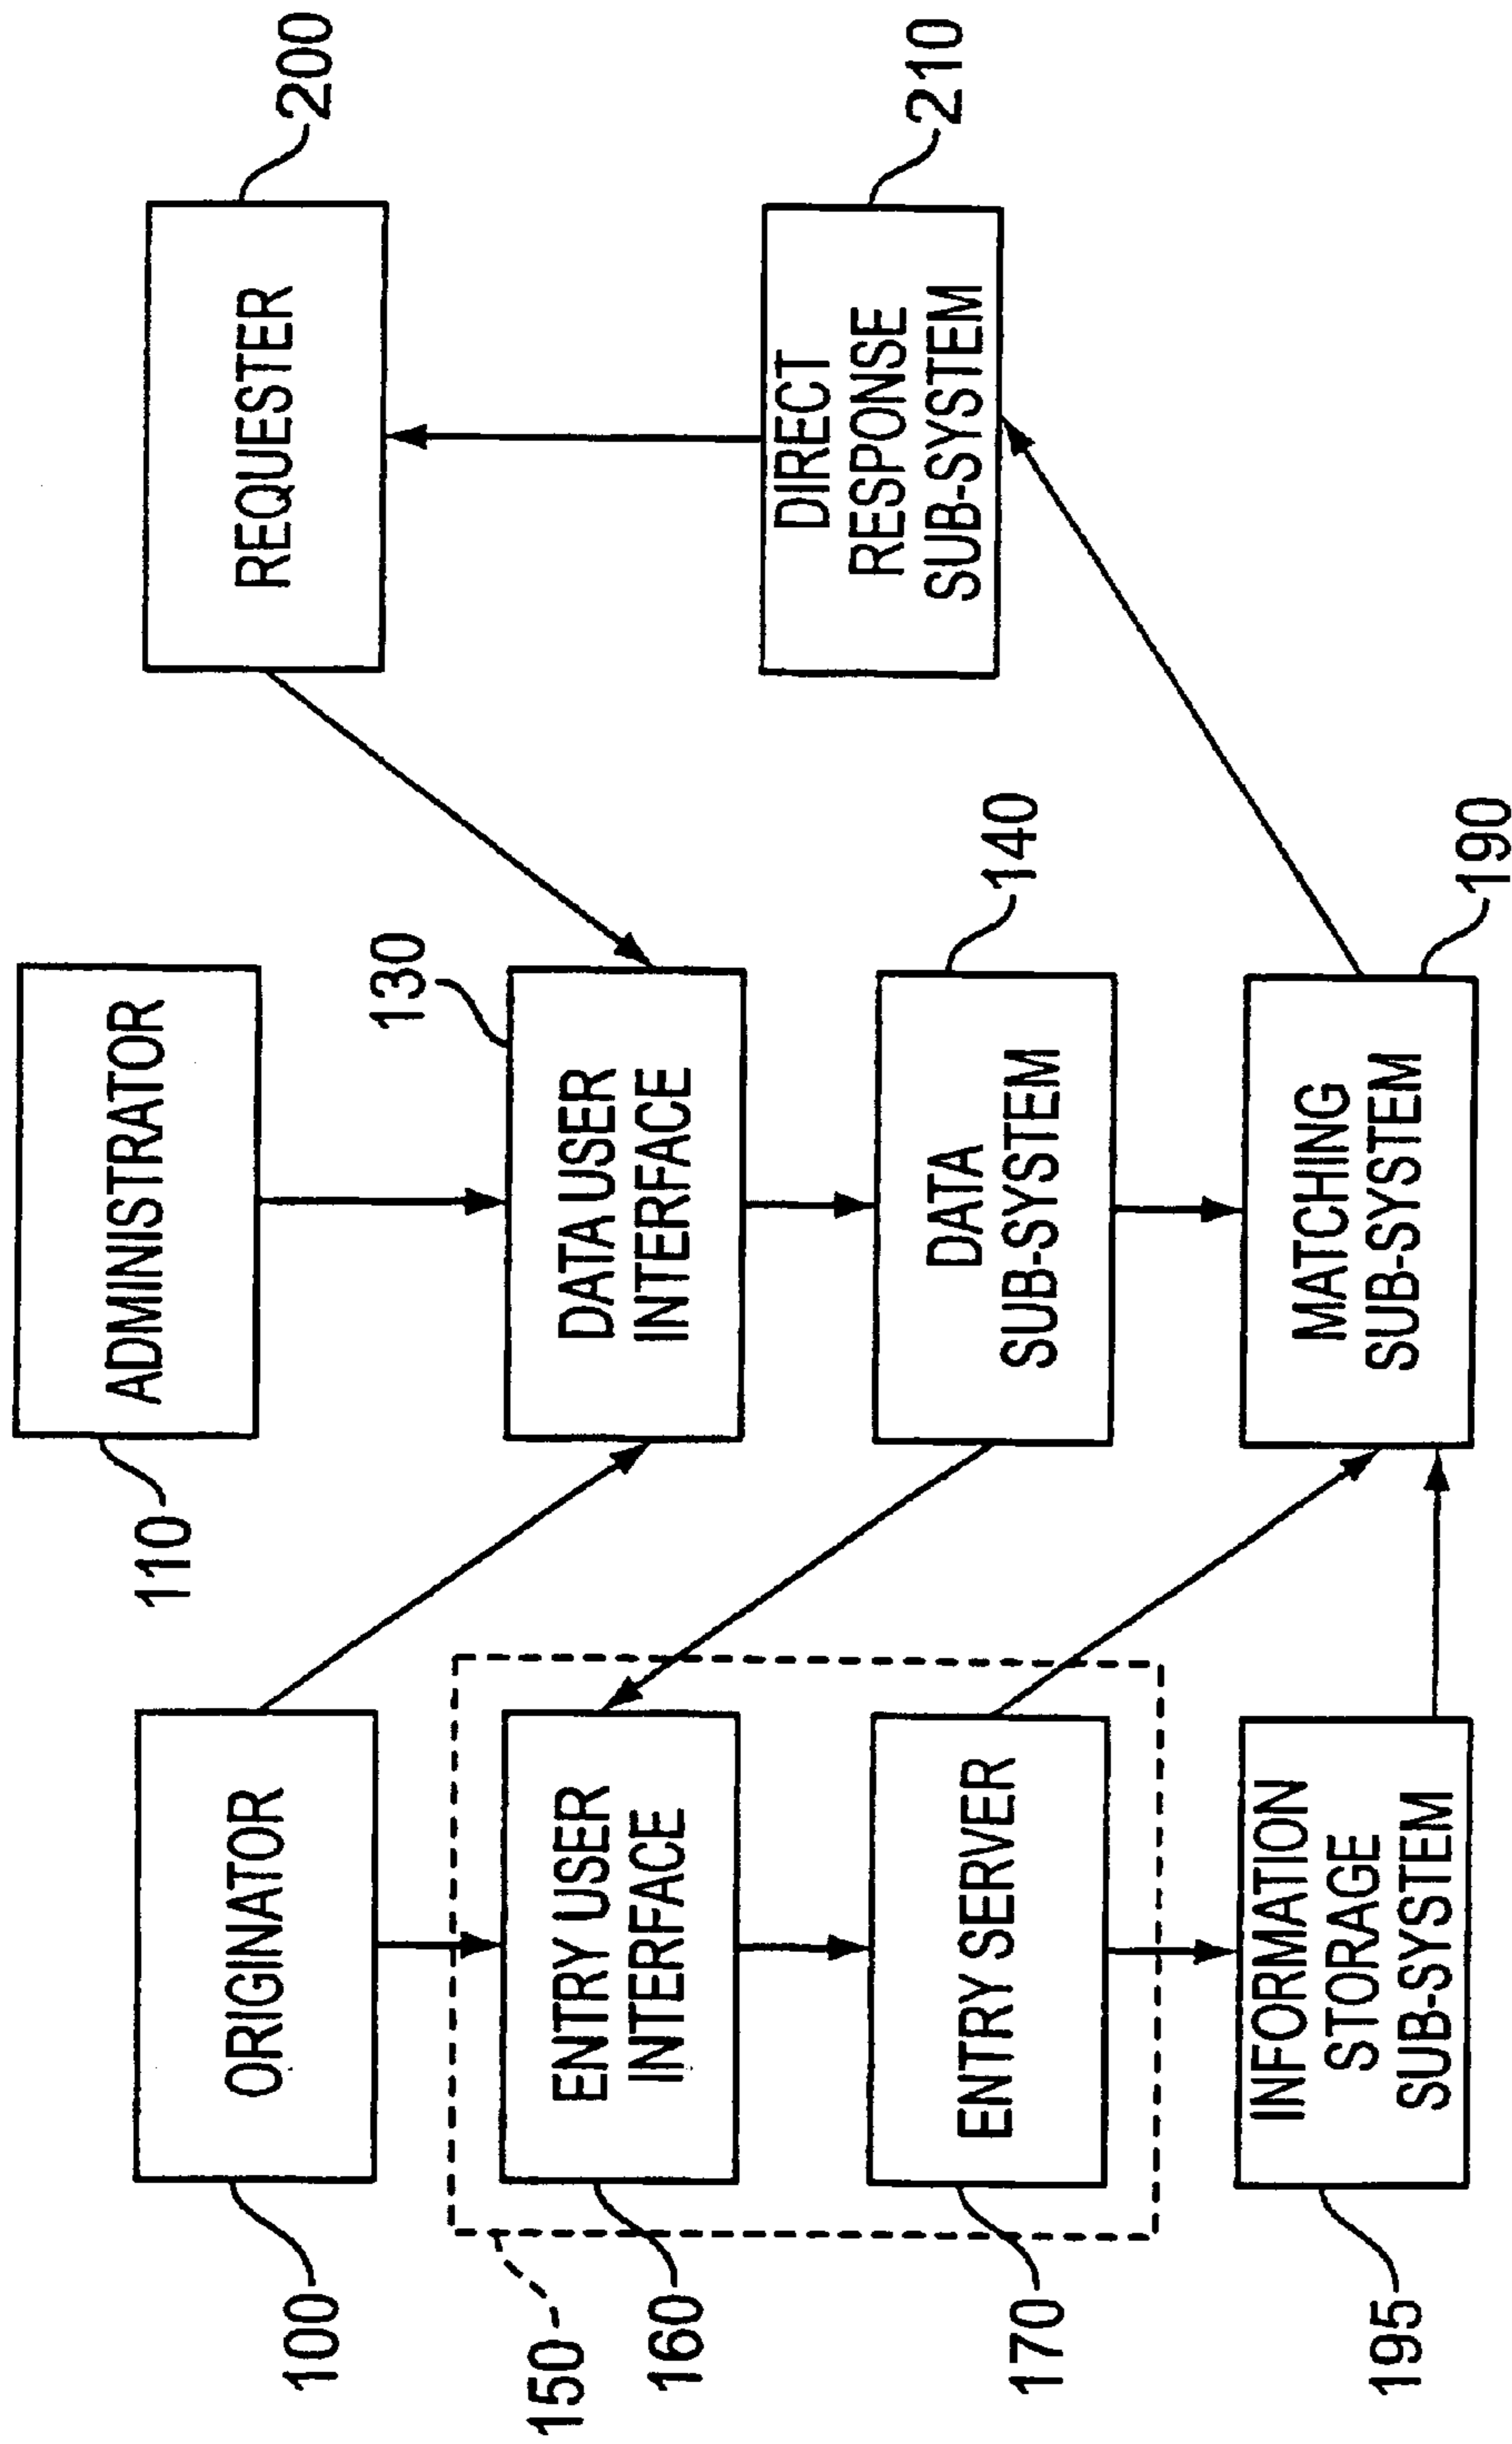 110
ADMINISTRATOR
100
ORIGINATOR
REQUESTER
200
150
160
ENTRY USER
INTERFACE
130
DATA USER
INTERFACE
170
ENTRY SERVER
DATA
SUB-SYSTEM
140
DIRECT
RESPONSE
SUB-SYSTEM
210
195
INFORMATION
STORAGE
SUB-SYSTEM
MATCHING
SUB-SYSTEM
190